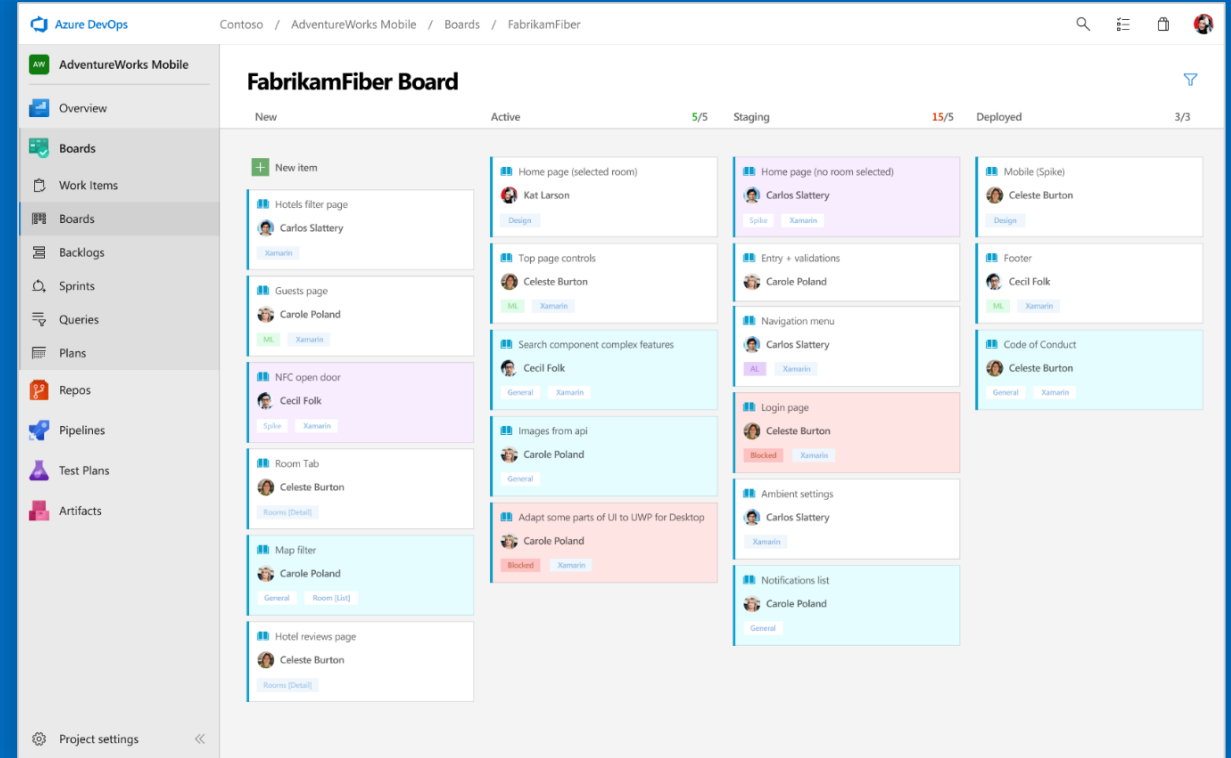 Azure DevOps
Contoso / AdventureWorks Mobile / Boards / FabrikamFiber
AW AdventureWorks Mobile
Overview
Boards
Work Items
Boards
Backlogs
Sprints
Queries
Plans
Repos
Pipelines
Test Plans
Artifacts
Project settings
FabrikamFiber Board
New
New item
Hotels filter page
Carlos Slattery
Xamarin
Guests page
Carole Poland
ML Xamarin
NFC open door
Cecil Folk
Spike Xamarin
Room Tab
Celeste Burton
Rooms [Detail]
Map filter
Carole Poland
General Room [List]
Hotel reviews page
Celeste Burton
Rooms [Detail]
Active 5/5
Home page (selected room)
Kat Larson
Design
Top page controls
Celeste Burton
ML Xamarin
Search component complex features
Cecil Folk
General Xamarin
Images from api
Carole Poland
General
Adapt some parts of UI to UWP for Desktop
Carole Poland
Blocked Xamarin
Staging 15/5
Home page (no room selected)
Carlos Slattery
Spike Xamarin
Entry + validations
Carole Poland
Navigation menu
Carlos Slattery
AL Xamarin
Login page
Celeste Burton
Blocked Xamarin
Ambient settings
Carlos Slattery
Xamarin
Notifications list
Carole Poland
General
Deployed 3/3
Mobile (Spike)
Celeste Burton
Design
Footer
Cecil Folk
ML Xamarin
Code of Conduct
Celeste Burton
General Xamarin